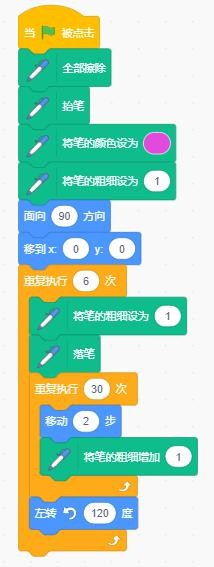 当 被点击
全部擦除
抬笔
将笔的颜色设为
将笔的粗细设为 1
面向 90 方向
移到 x: 0 y: 0
重复执行 6 次
将笔的粗细设为 1
落笔
重复执行 30 次
移动 2 步
将笔的粗细增加 1
左转 120 度